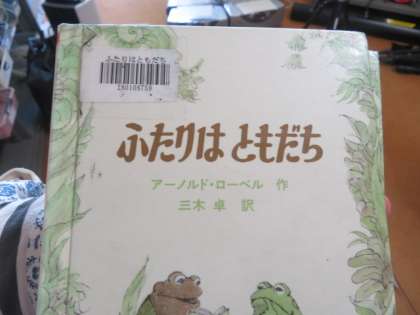 ふたりはともだち
180108759
ふたりは ともだち
アーノルド・ローベル 作
三木 卓 訳